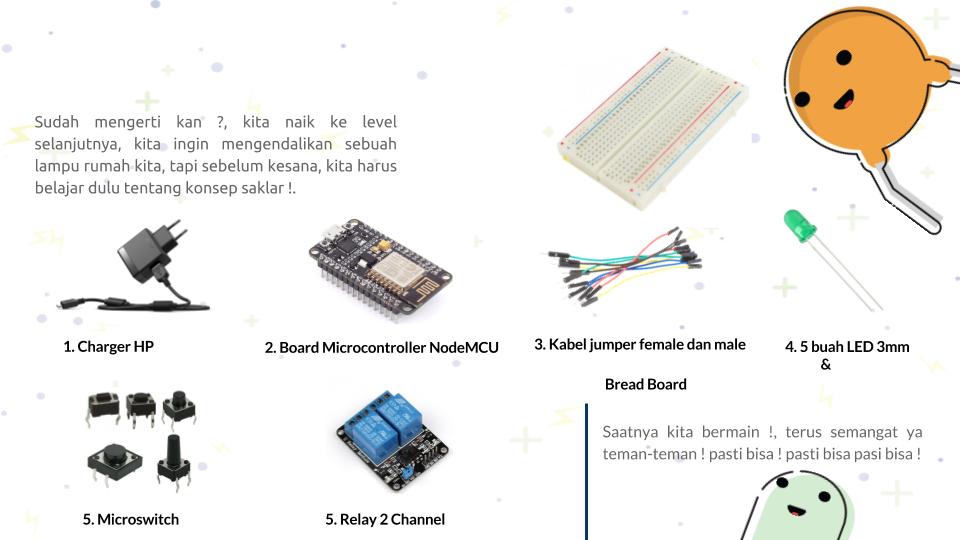 Sudah mengerti kan ?, kita naik ke level
selanjutnya, kita ingin mengendalikan sebuah
lampu rumah kita, tapi sebelum kesana, kita harus
belajar dulu tentang konsep saklar !.
1. Charger HP
2. Board Microcontroller NodeMCU
3. Kabel jumper female dan male
4. 5 buah LED 3mm
&
Bread Board
5. Microswitch
5. Relay 2 Channel
Saatnya kita bermain !, terus semangat ya
teman-teman ! pasti bisa ! pasti bisa pasi bisa !